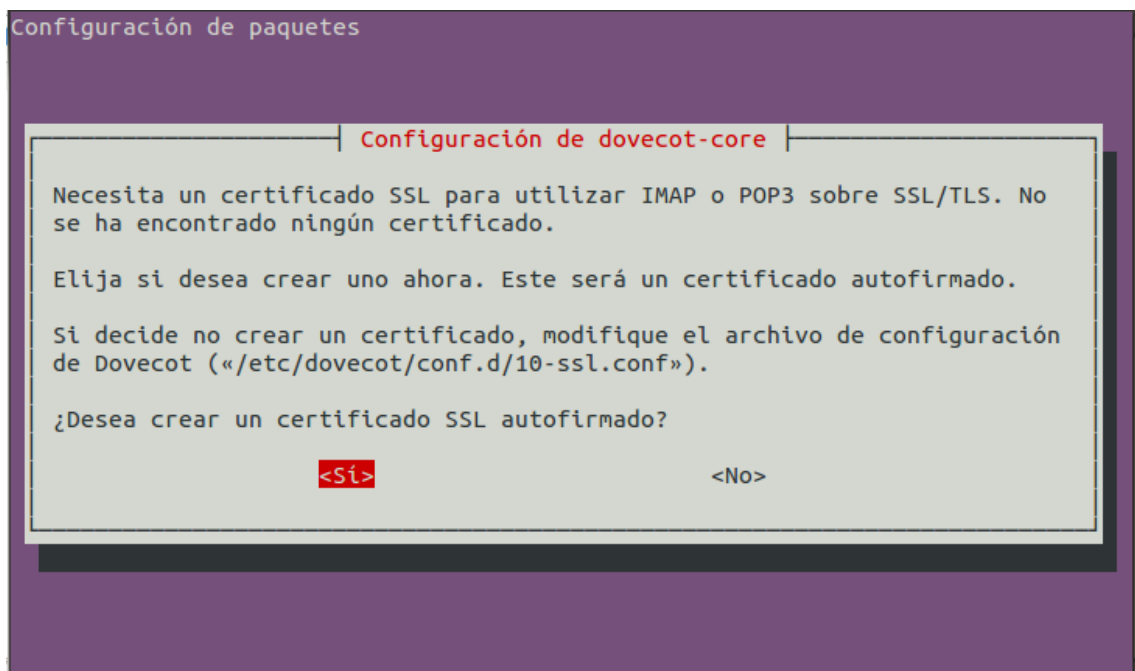 Configuración de paquetes
Configuración de dovecot-core
Necesita un certificado SSL para utilizar IMAP o POP3 sobre SSL/TLS. No
se ha encontrado ningún certificado.
Elija si desea crear uno ahora. Este será un certificado autofirmado.
Si decide no crear un certificado, modifique el archivo de configuración
de Dovecot («/etc/dovecot/conf.d/10-ssl.conf»).
¿Desea crear un certificado SSL autofirmado?
<Sí> <No>